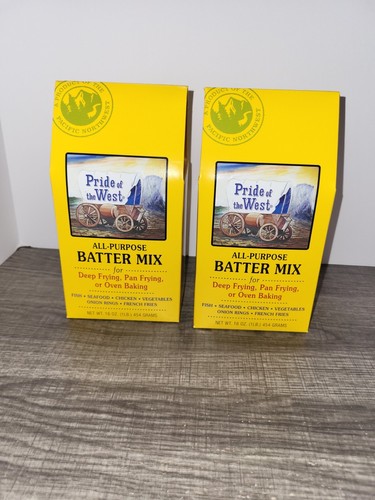 A PRODUCT OF THE
PACIFIC NORTHWEST
Pride of
the West
ALL-PURPOSE
BATTER MIX
for
Deep Frying, Pan Frying,
or Oven Baking
FISH • SEAFOOD • CHICKEN • VEGETABLES
ONION RINGS • FRENCH FRIES
NET WT. 16 OZ. (1 LB.) 454 GRAMS
A PRODUCT OF THE
PACIFIC NORTHWEST
Pride of
the West
ALL-PURPOSE
BATTER MIX
for
Deep Frying, Pan Frying,
or Oven Baking
FISH • SEAFOOD • CHICKEN • VEGETABLES
ONION RINGS • FRENCH FRIES
NET WT. 16 OZ. (1 LB.) 454 GRAMS